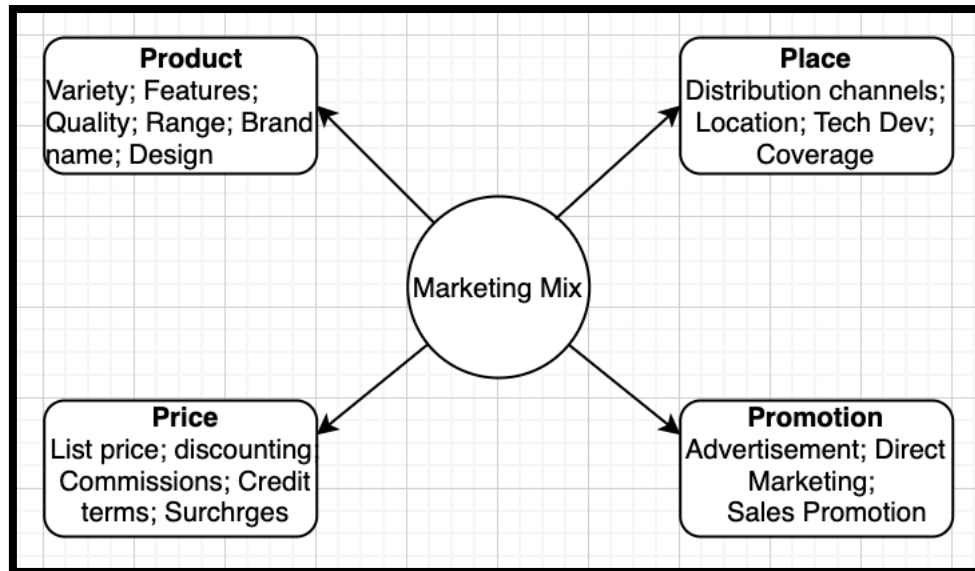 Product
Variety; Features;
Quality; Range; Brand
name; Design
Place
Distribution channels;
Location; Tech Dev;
Coverage
Marketing Mix
Price
List price; discounting;
Commissions; Credit
terms; Surchrges
Promotion
Advertisement; Direct
Marketing;
Sales Promotion